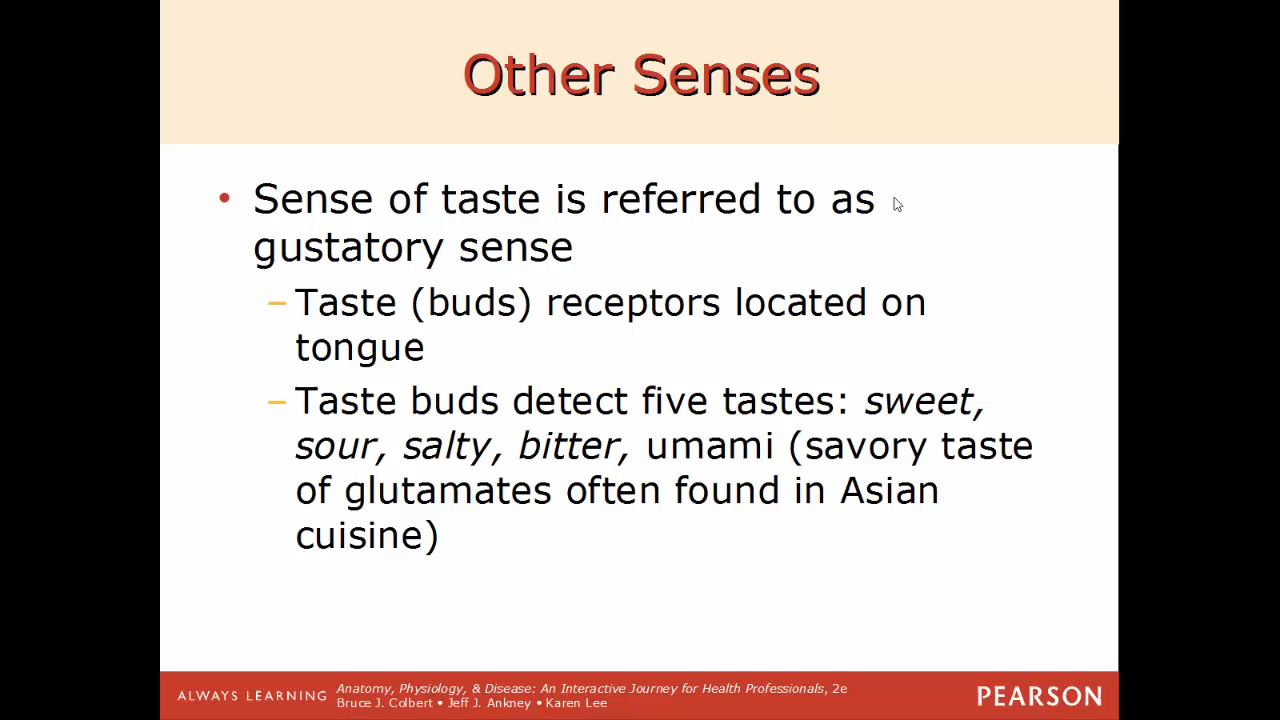 Other Senses
• Sense of taste is referred to as
gustatory sense
– Taste (buds) receptors located on
tongue
– Taste buds detect five tastes: sweet,
sour, salty, bitter, umami (savory taste
of glutamates often found in Asian
cuisine)
ALWAYS LEARNING
Anatomy, Physiology, & Disease: An Interactive Journey for Health Professionals, 2e
Bruce J. Colbert • Jeff J. Ankney • Karen Lee
PEARSON